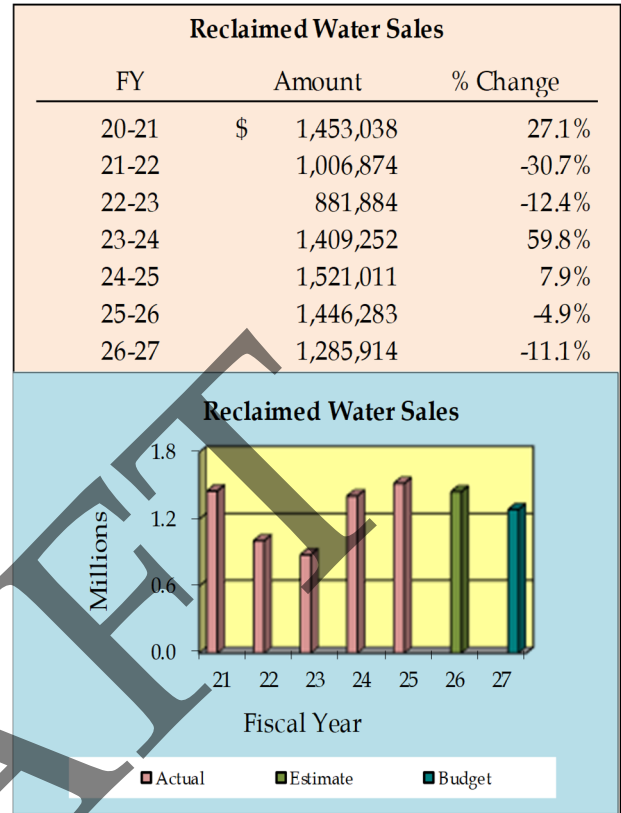 Reclaimed Water Sales
FY Amount % Change
20-21 $ 1,453,038 27.1%
21-22 1,006,874 -30.7%
22-23 881,884 -12.4%
23-24 1,409,252 59.8%
24-25 1,521,011 7.9%
25-26 1,446,283 -4.9%
26-27 1,285,914 -11.1%
Reclaimed Water Sales
Millions
1.8
1.2
0.6
0.0
21 22 23 24 25 26 27
Fiscal Year
Actual Estimate Budget
AFT